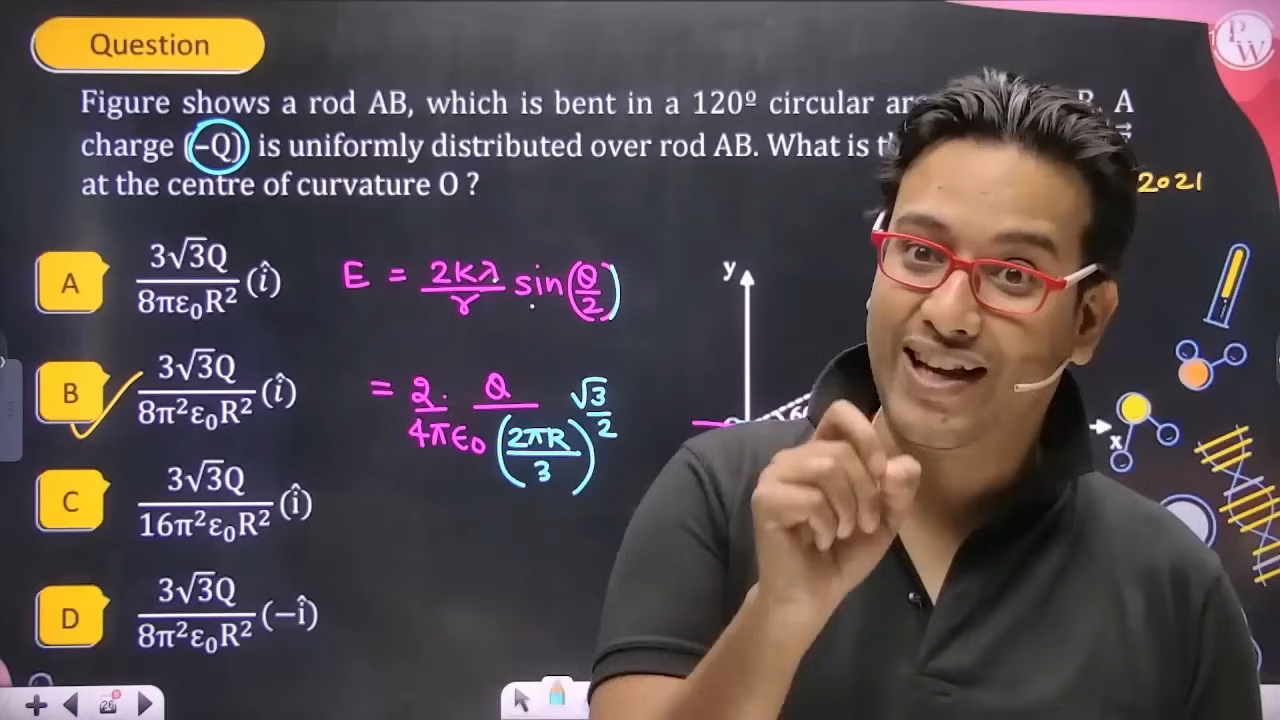 Question
PW
Figure shows a rod AB, which is bent in a 120º circular ar R. A
charge (−Q) is uniformly distributed over rod AB. What is t
at the centre of curvature O ?
2021
A 3√3Q/8πε₀R² (î)
E = 2Kλ/r sin(θ/2)
y
B 3√3Q/8π²ε₀R² (î)
= 2/4πε₀ · Q/(2πR/3) √3/2
x
C 3√3Q/16π²ε₀R² (î)
D 3√3Q/8π²ε₀R² (−î)
26